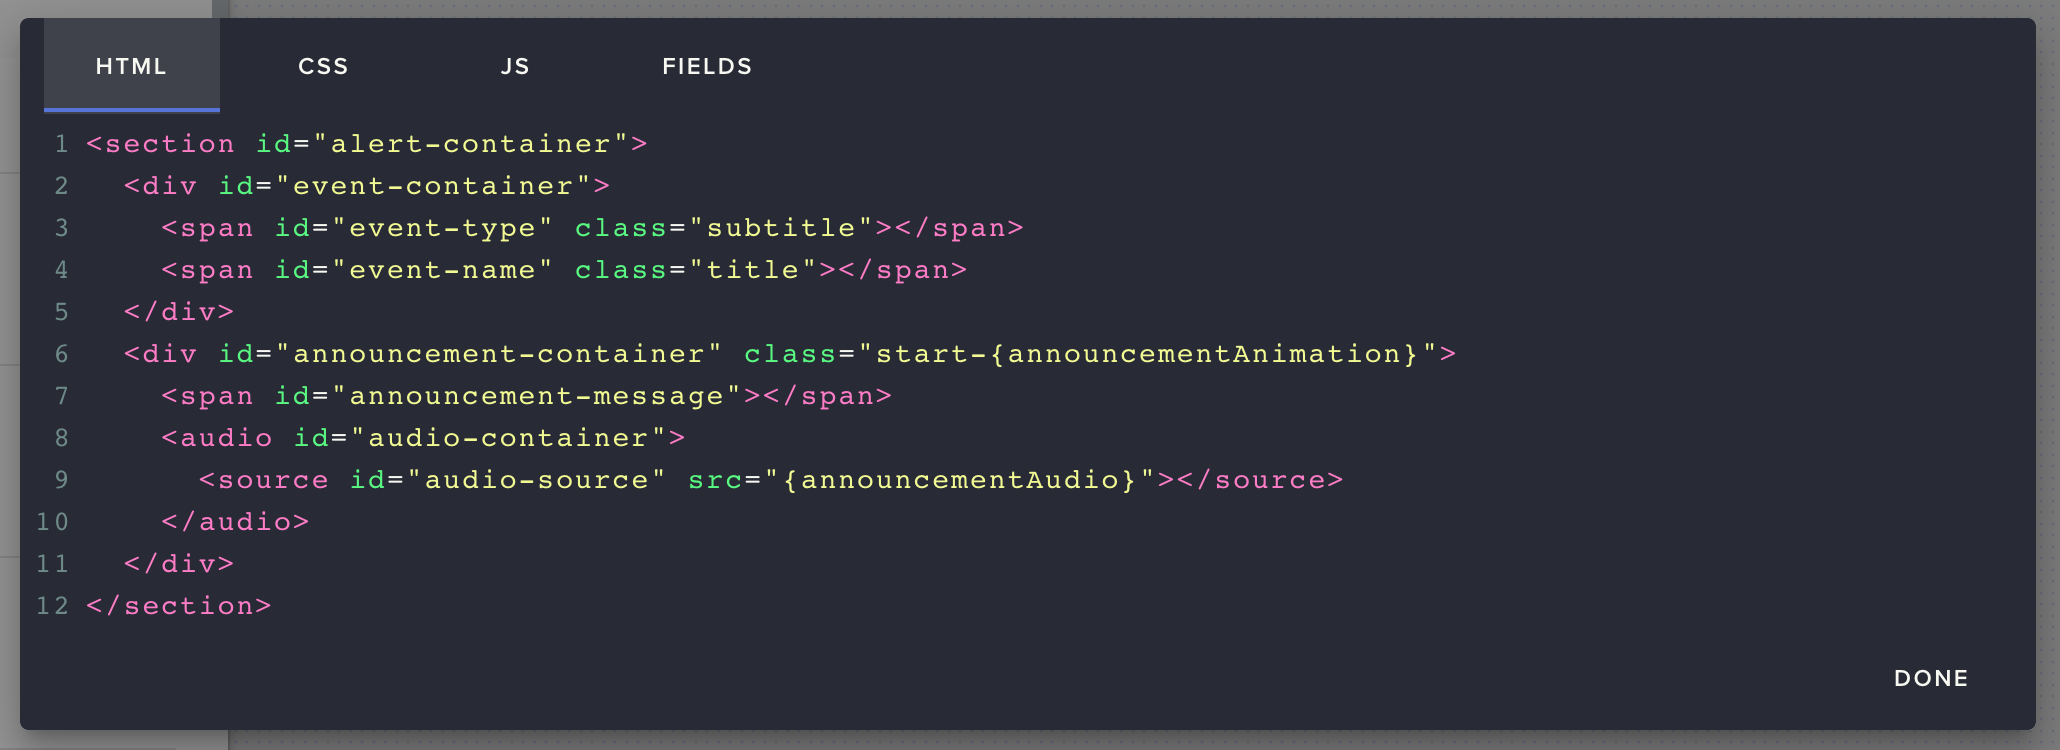 HTML CSS JS FIELDS
1 <section id="alert-container">
2   <div id="event-container">
3     <span id="event-type" class="subtitle"></span>
4     <span id="event-name" class="title"></span>
5   </div>
6   <div id="announcement-container" class="start-{announcementAnimation}">
7     <span id="announcement-message"></span>
8     <audio id="audio-container">
9       <source id="audio-source" src="{announcementAudio}"></source>
10     </audio>
11   </div>
12 </section>
DONE